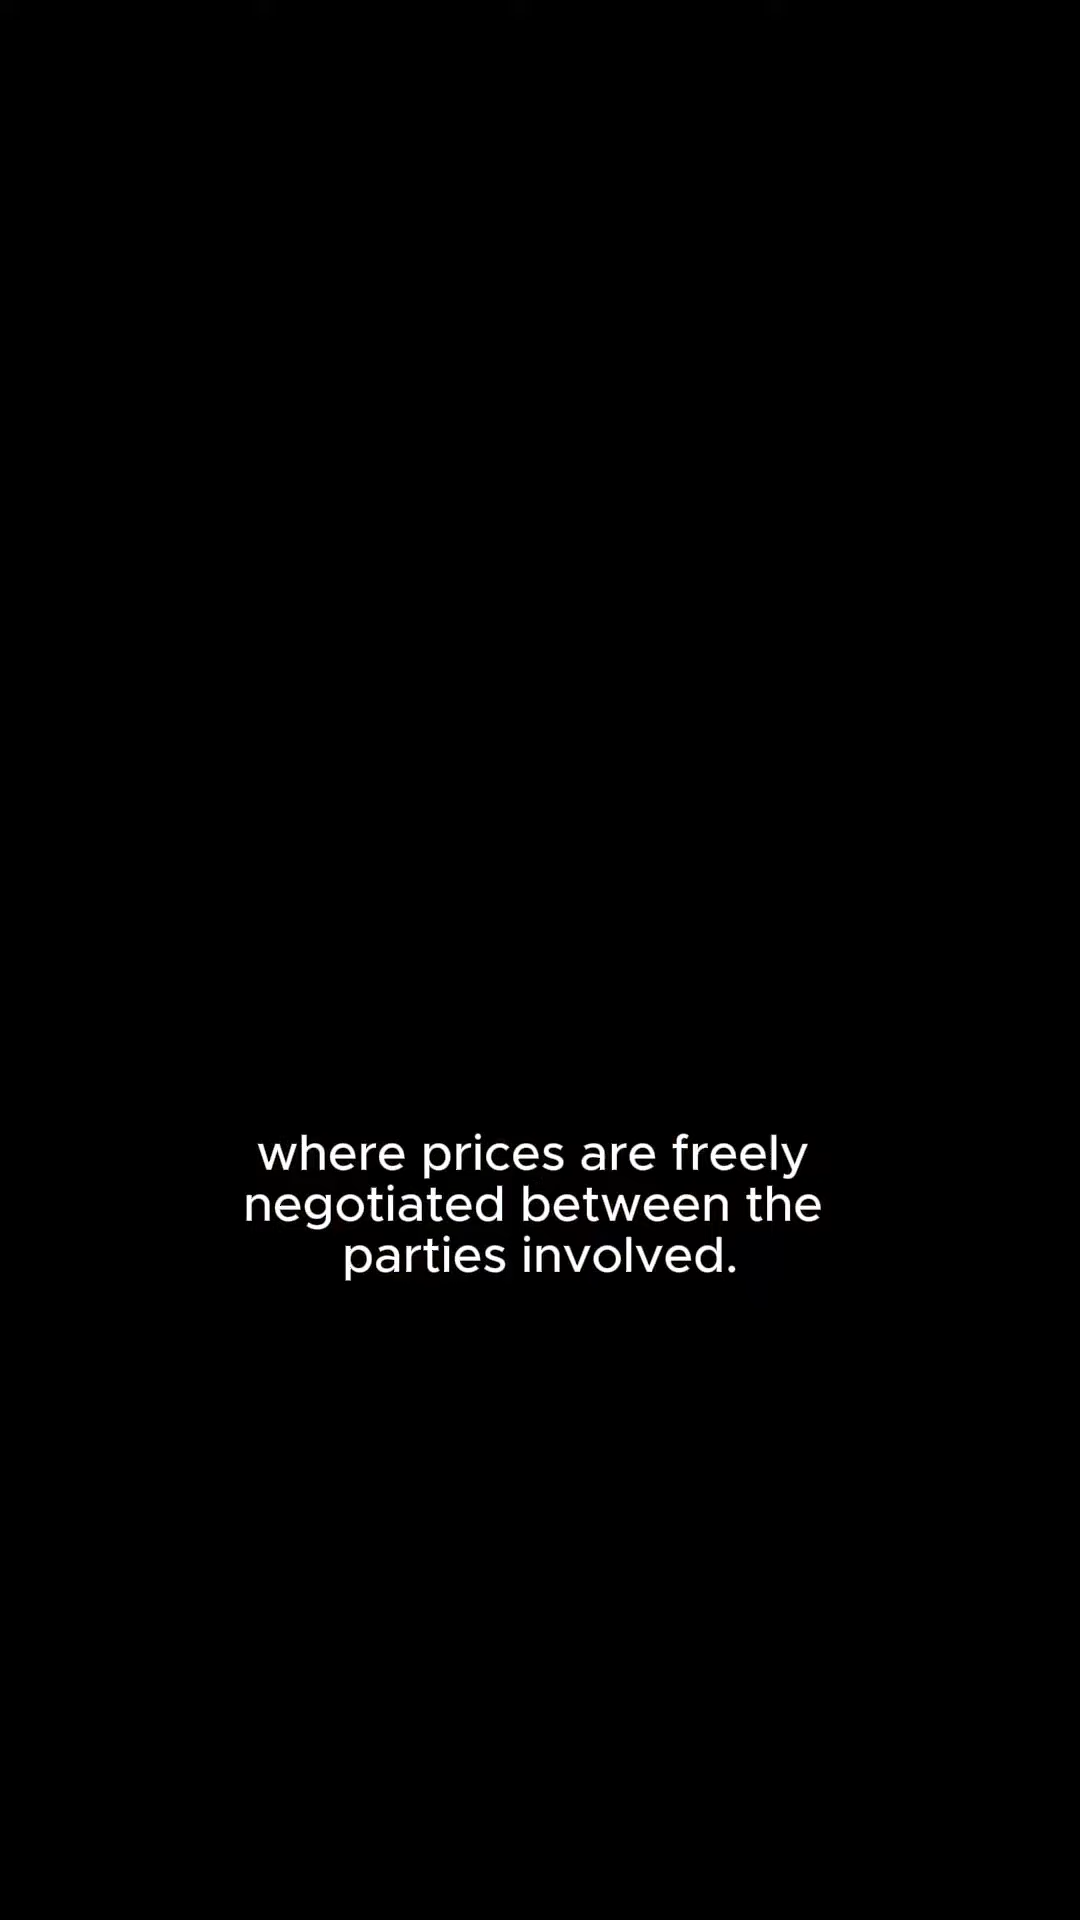 where prices are freely
negotiated between the
parties involved.